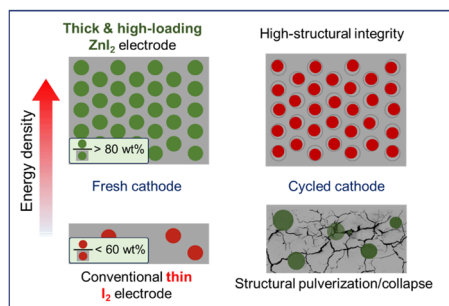 Thick & high-loading
ZnI₂ electrode
High-structural integrity
Energy density
> 80 wt%
Fresh cathode
Cycled cathode
< 60 wt%
Conventional thin
I₂ electrode
Structural pulverization/collapse